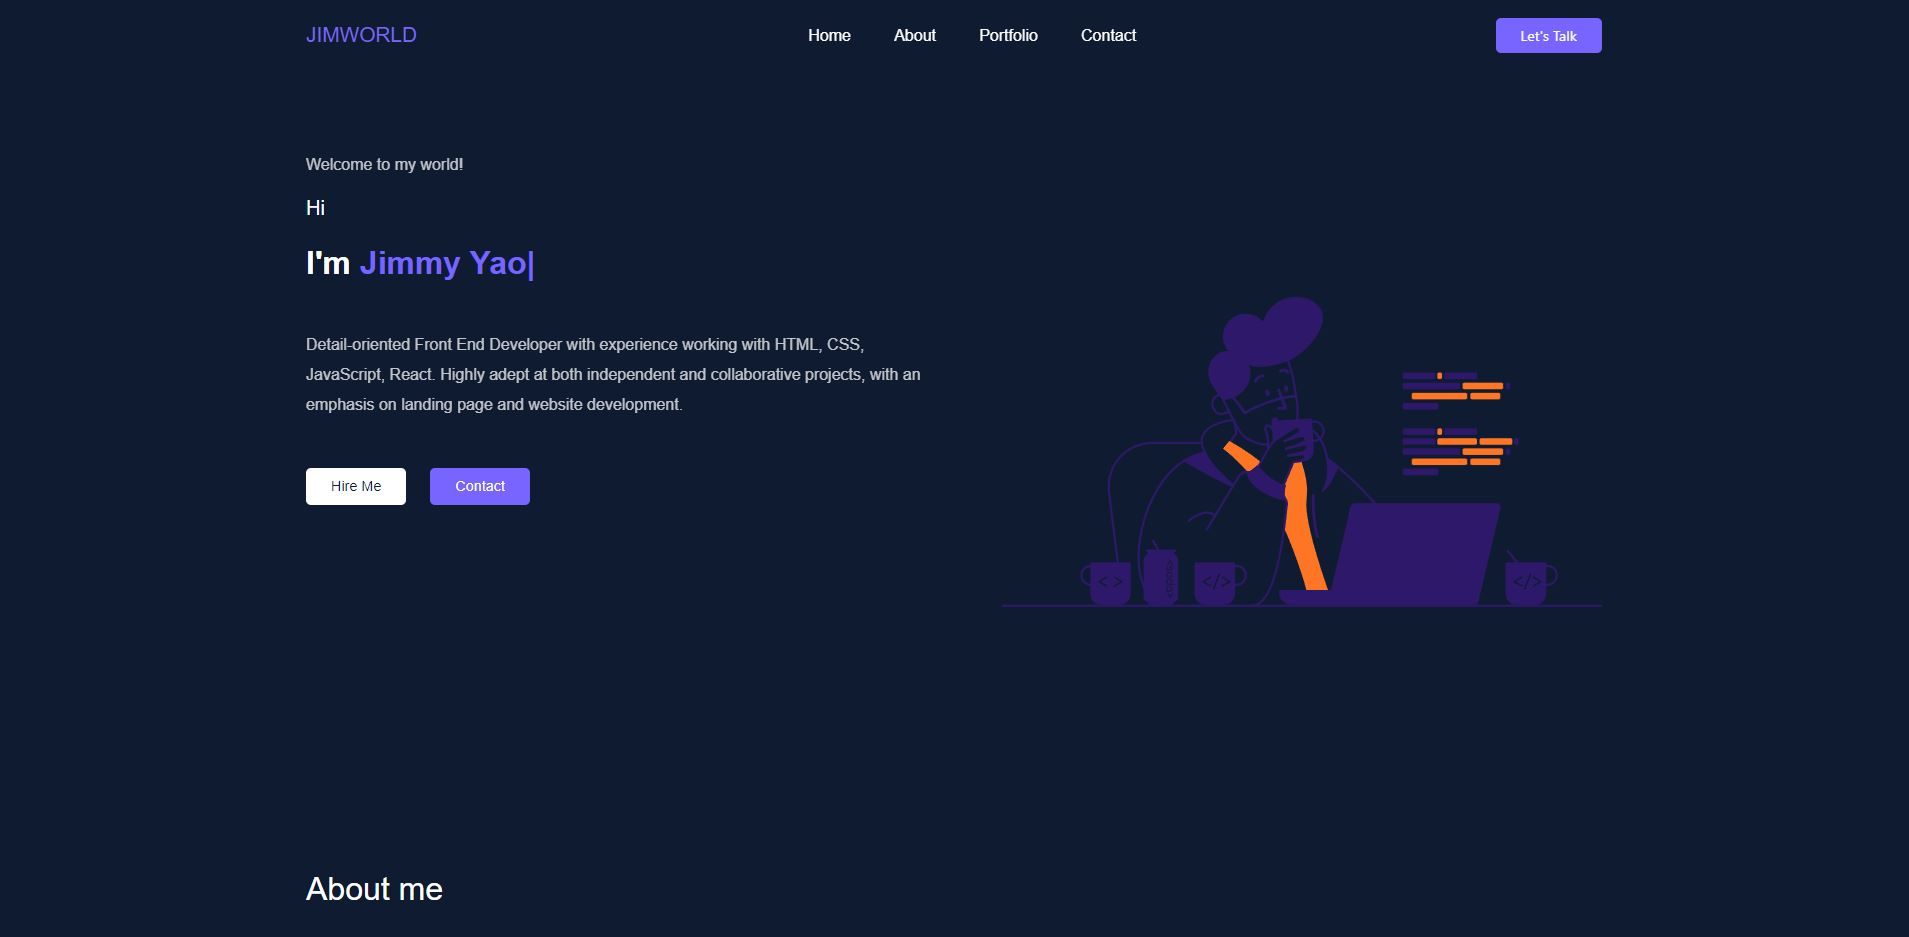 JIMWORLD
Home About Portfolio Contact
Let's Talk
Welcome to my world!
Hi
I'm Jimmy Yao|
Detail-oriented Front End Developer with experience working with HTML, CSS,
JavaScript, React. Highly adept at both independent and collaborative projects, with an
emphasis on landing page and website development.
Hire Me
Contact
< >
<soda>
</>
</>
About me